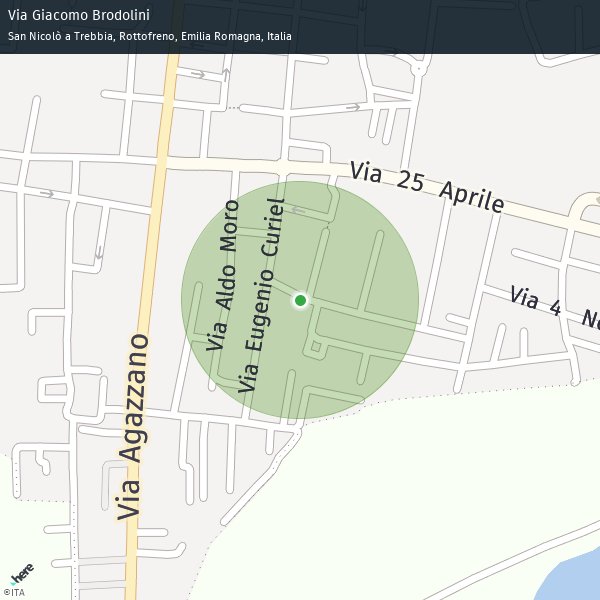 Via Giacomo Brodolini
San Nicolò a Trebbia, Rottofreno, Emilia Romagna, Italia
Via 25 Aprile
Via Aldo Moro
Via Eugenio Curiel
Via 4 No
Via Agazzano
here
©ITA